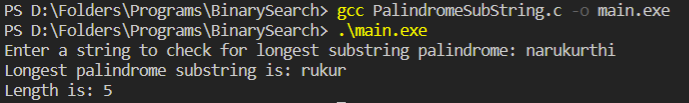 PS D:\Folders\Programs\BinarySearch> gcc PalindromeSubString.c -o main.exe
PS D:\Folders\Programs\BinarySearch> .\main.exe
Enter a string to check for longest substring palindrome: narukurthi
Longest palindrome substring is: rukur
Length is: 5